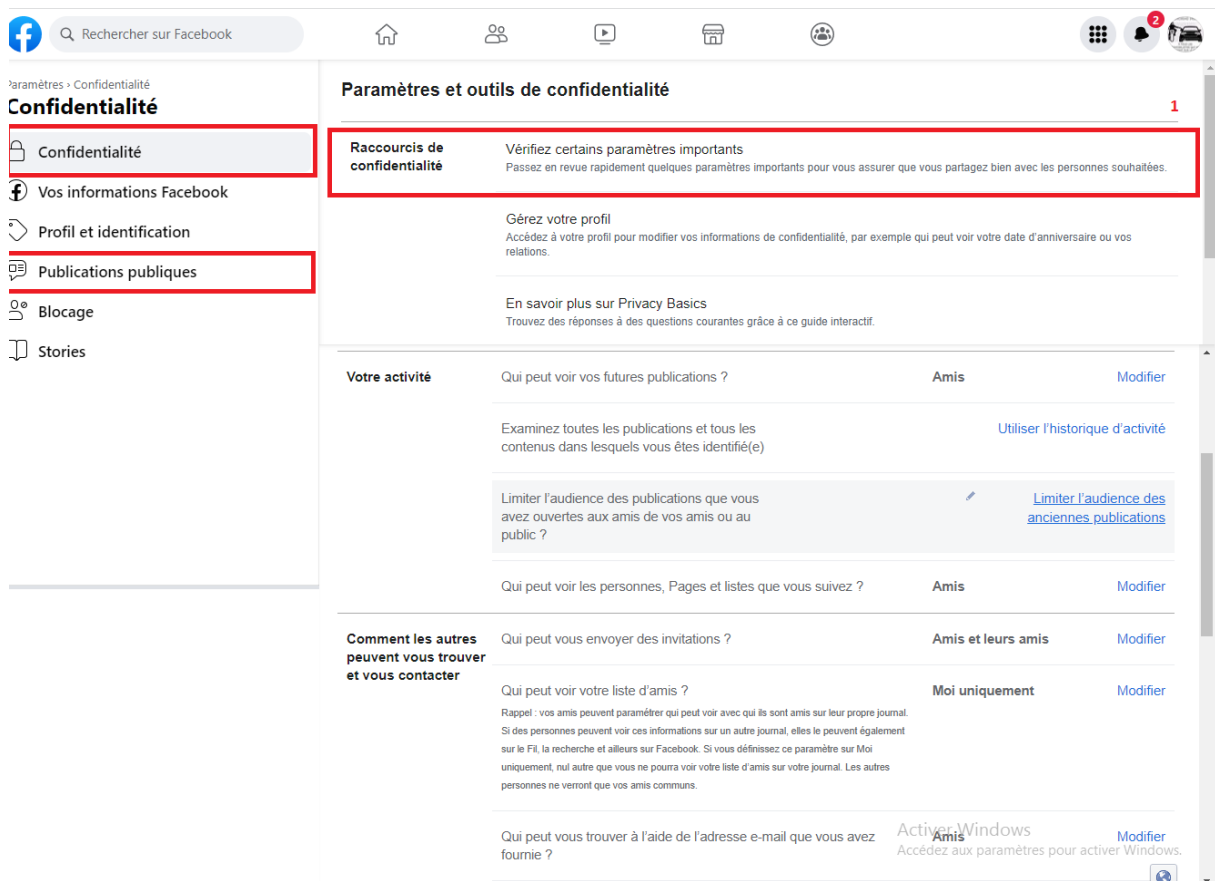 Rechercher sur Facebook
2
Paramètres › Confidentialité
Confidentialité
Confidentialité
Vos informations Facebook
Profil et identification
Publications publiques
Blocage
Stories
Paramètres et outils de confidentialité
1
Raccourcis de
confidentialité
Vérifiez certains paramètres importants
Passez en revue rapidement quelques paramètres importants pour vous assurer que vous partagez bien avec les personnes souhaitées.
Gérez votre profil
Accédez à votre profil pour modifier vos informations de confidentialité, par exemple qui peut voir votre date d'anniversaire ou vos
relations.
En savoir plus sur Privacy Basics
Trouvez des réponses à des questions courantes grâce à ce guide interactif.
Votre activité
Qui peut voir vos futures publications ?
Amis
Modifier
Examinez toutes les publications et tous les
contenus dans lesquels vous êtes identifié(e)
Utiliser l'historique d'activité
Limiter l'audience des publications que vous
avez ouvertes aux amis de vos amis ou au
public ?
Limiter l'audience des
anciennes publications
Qui peut voir les personnes, Pages et listes que vous suivez ?
Amis
Modifier
Comment les autres
peuvent vous trouver
et vous contacter
Qui peut vous envoyer des invitations ?
Amis et leurs amis
Modifier
Qui peut voir votre liste d'amis ?
Moi uniquement
Modifier
Rappel : vos amis peuvent paramétrer qui peut voir avec qui ils sont amis sur leur propre journal.
Si des personnes peuvent voir ces informations sur un autre journal, elles le peuvent également
sur le Fil, la recherche et ailleurs sur Facebook. Si vous définissez ce paramètre sur Moi
uniquement, nul autre que vous ne pourra voir votre liste d'amis sur votre journal. Les autres
personnes ne verront que vos amis communs.
Qui peut vous trouver à l'aide de l'adresse e-mail que vous avez
fournie ?
Amis
Modifier
Activer Windows
Accédez aux paramètres pour activer Windows.